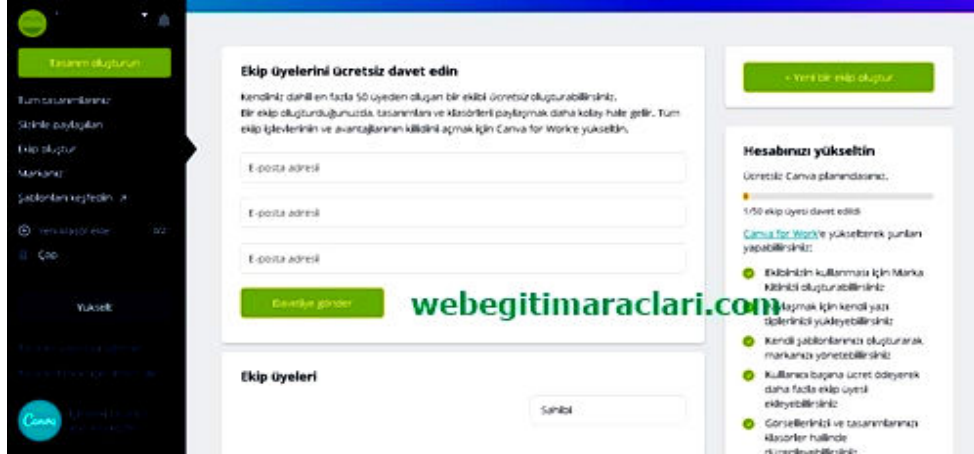 Tasarım oluşturun
Tüm tasarımlarınız
Sizinle paylaşılan
Ekip oluştur
Markanız
Şablonları keşfedin
Çöp
Yükselt
Canva
Ekip üyelerini ücretsiz davet edin
Kendiniz dahil en fazla 50 üyeden oluşan bir ekibi ücretsiz oluşturabilirsiniz.
Bir ekip oluşturduğunuzda, tasarımları ve klasörleri paylaşmak daha kolay hale gelir. Tüm
ekip işlevlerinin ve avantajlarının kilidini açmak için Canva for Work'e yükseltin.
E-posta adresi
E-posta adresi
E-posta adresi
Davetiye gönder
webegitimaraclari.com
Ekip üyeleri
Sahibi
+ Yeni bir ekip oluştur
Hesabınızı yükseltin
Ücretsiz Canva planındasınız.
1/50 ekip üyesi davet edildi
Canva for Work'e yükselterek şunları
yapabilirsiniz:
Ekibinizin kullanması için Marka
Kitinizi oluşturabilirsiniz
için kendi yazı
tiplerinizi yükleyebilirsiniz
Kendi şablonlarınızı oluşturarak
markanızı yönetebilirsiniz
Kullanıcı başına ücret ödeyerek
daha fazla ekip üyesi
ekleyebilirsiniz
Görsellerinizi ve tasarımlarınızı
klasörler halinde